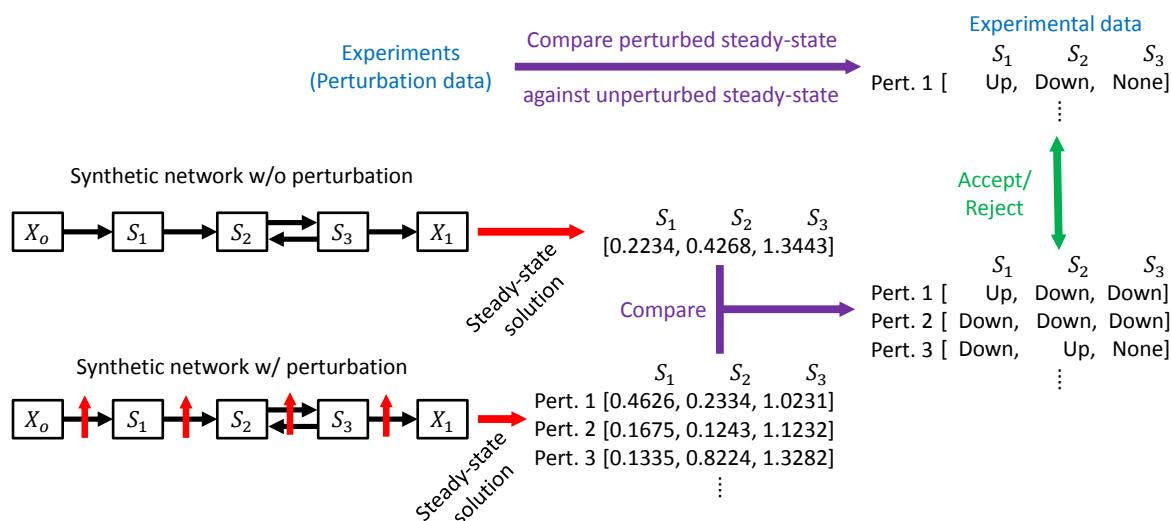 Experiments
(Perturbation data)
Compare perturbed steady-state
against unperturbed steady-state
Experimental data
S₁ S₂ S₃
Pert. 1 [ Up, Down, None]
⋮
Accept/
Reject
Synthetic network w/o perturbation
Xₒ S₁ S₂ S₃ X₁
Steady-state
solution
S₁ S₂ S₃
[0.2234, 0.4268, 1.3443]
Compare
S₁ S₂ S₃
Pert. 1 [ Up, Down, Down]
Pert. 2 [ Down, Down, Down]
Pert. 3 [ Down, Up, None]
⋮
Synthetic network w/ perturbation
Xₒ S₁ S₂ S₃ X₁
Steady-state
solution
S₁ S₂ S₃
Pert. 1 [0.4626, 0.2334, 1.0231]
Pert. 2 [0.1675, 0.1243, 1.1232]
Pert. 3 [0.1335, 0.8224, 1.3282]
⋮